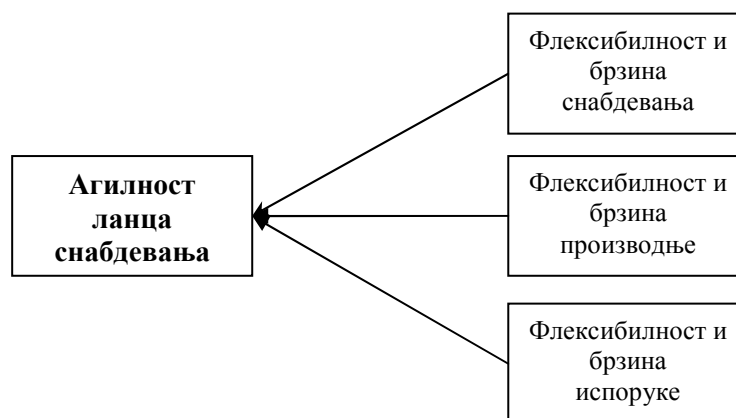 Агилност
ланца
снабдевања
Флексибилност и
брзина
снабдевања
Флексибилност и
брзина
производње
Флексибилност и
брзина
испоруке